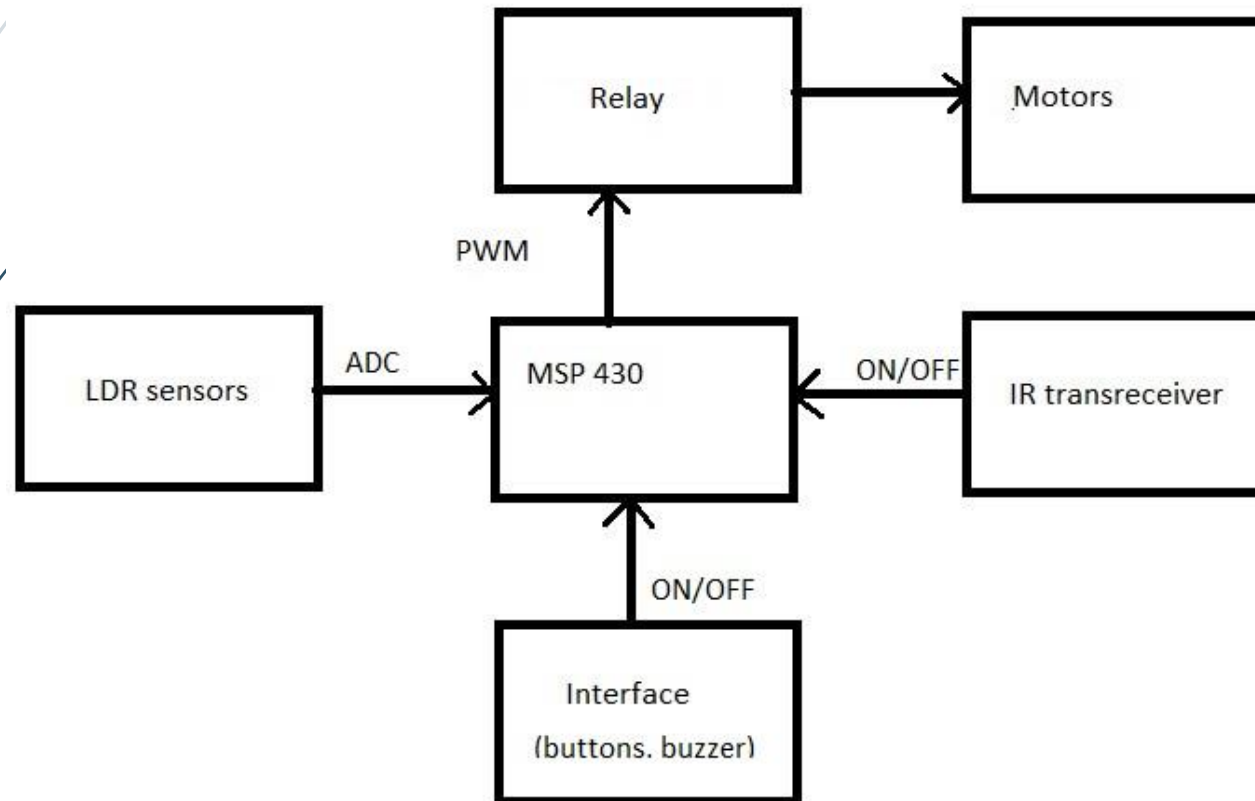 Relay
Motors
PWM
LDR sensors
ADC
MSP 430
ON/OFF
IR transreceiver
ON/OFF
Interface
(buttons. buzzer)